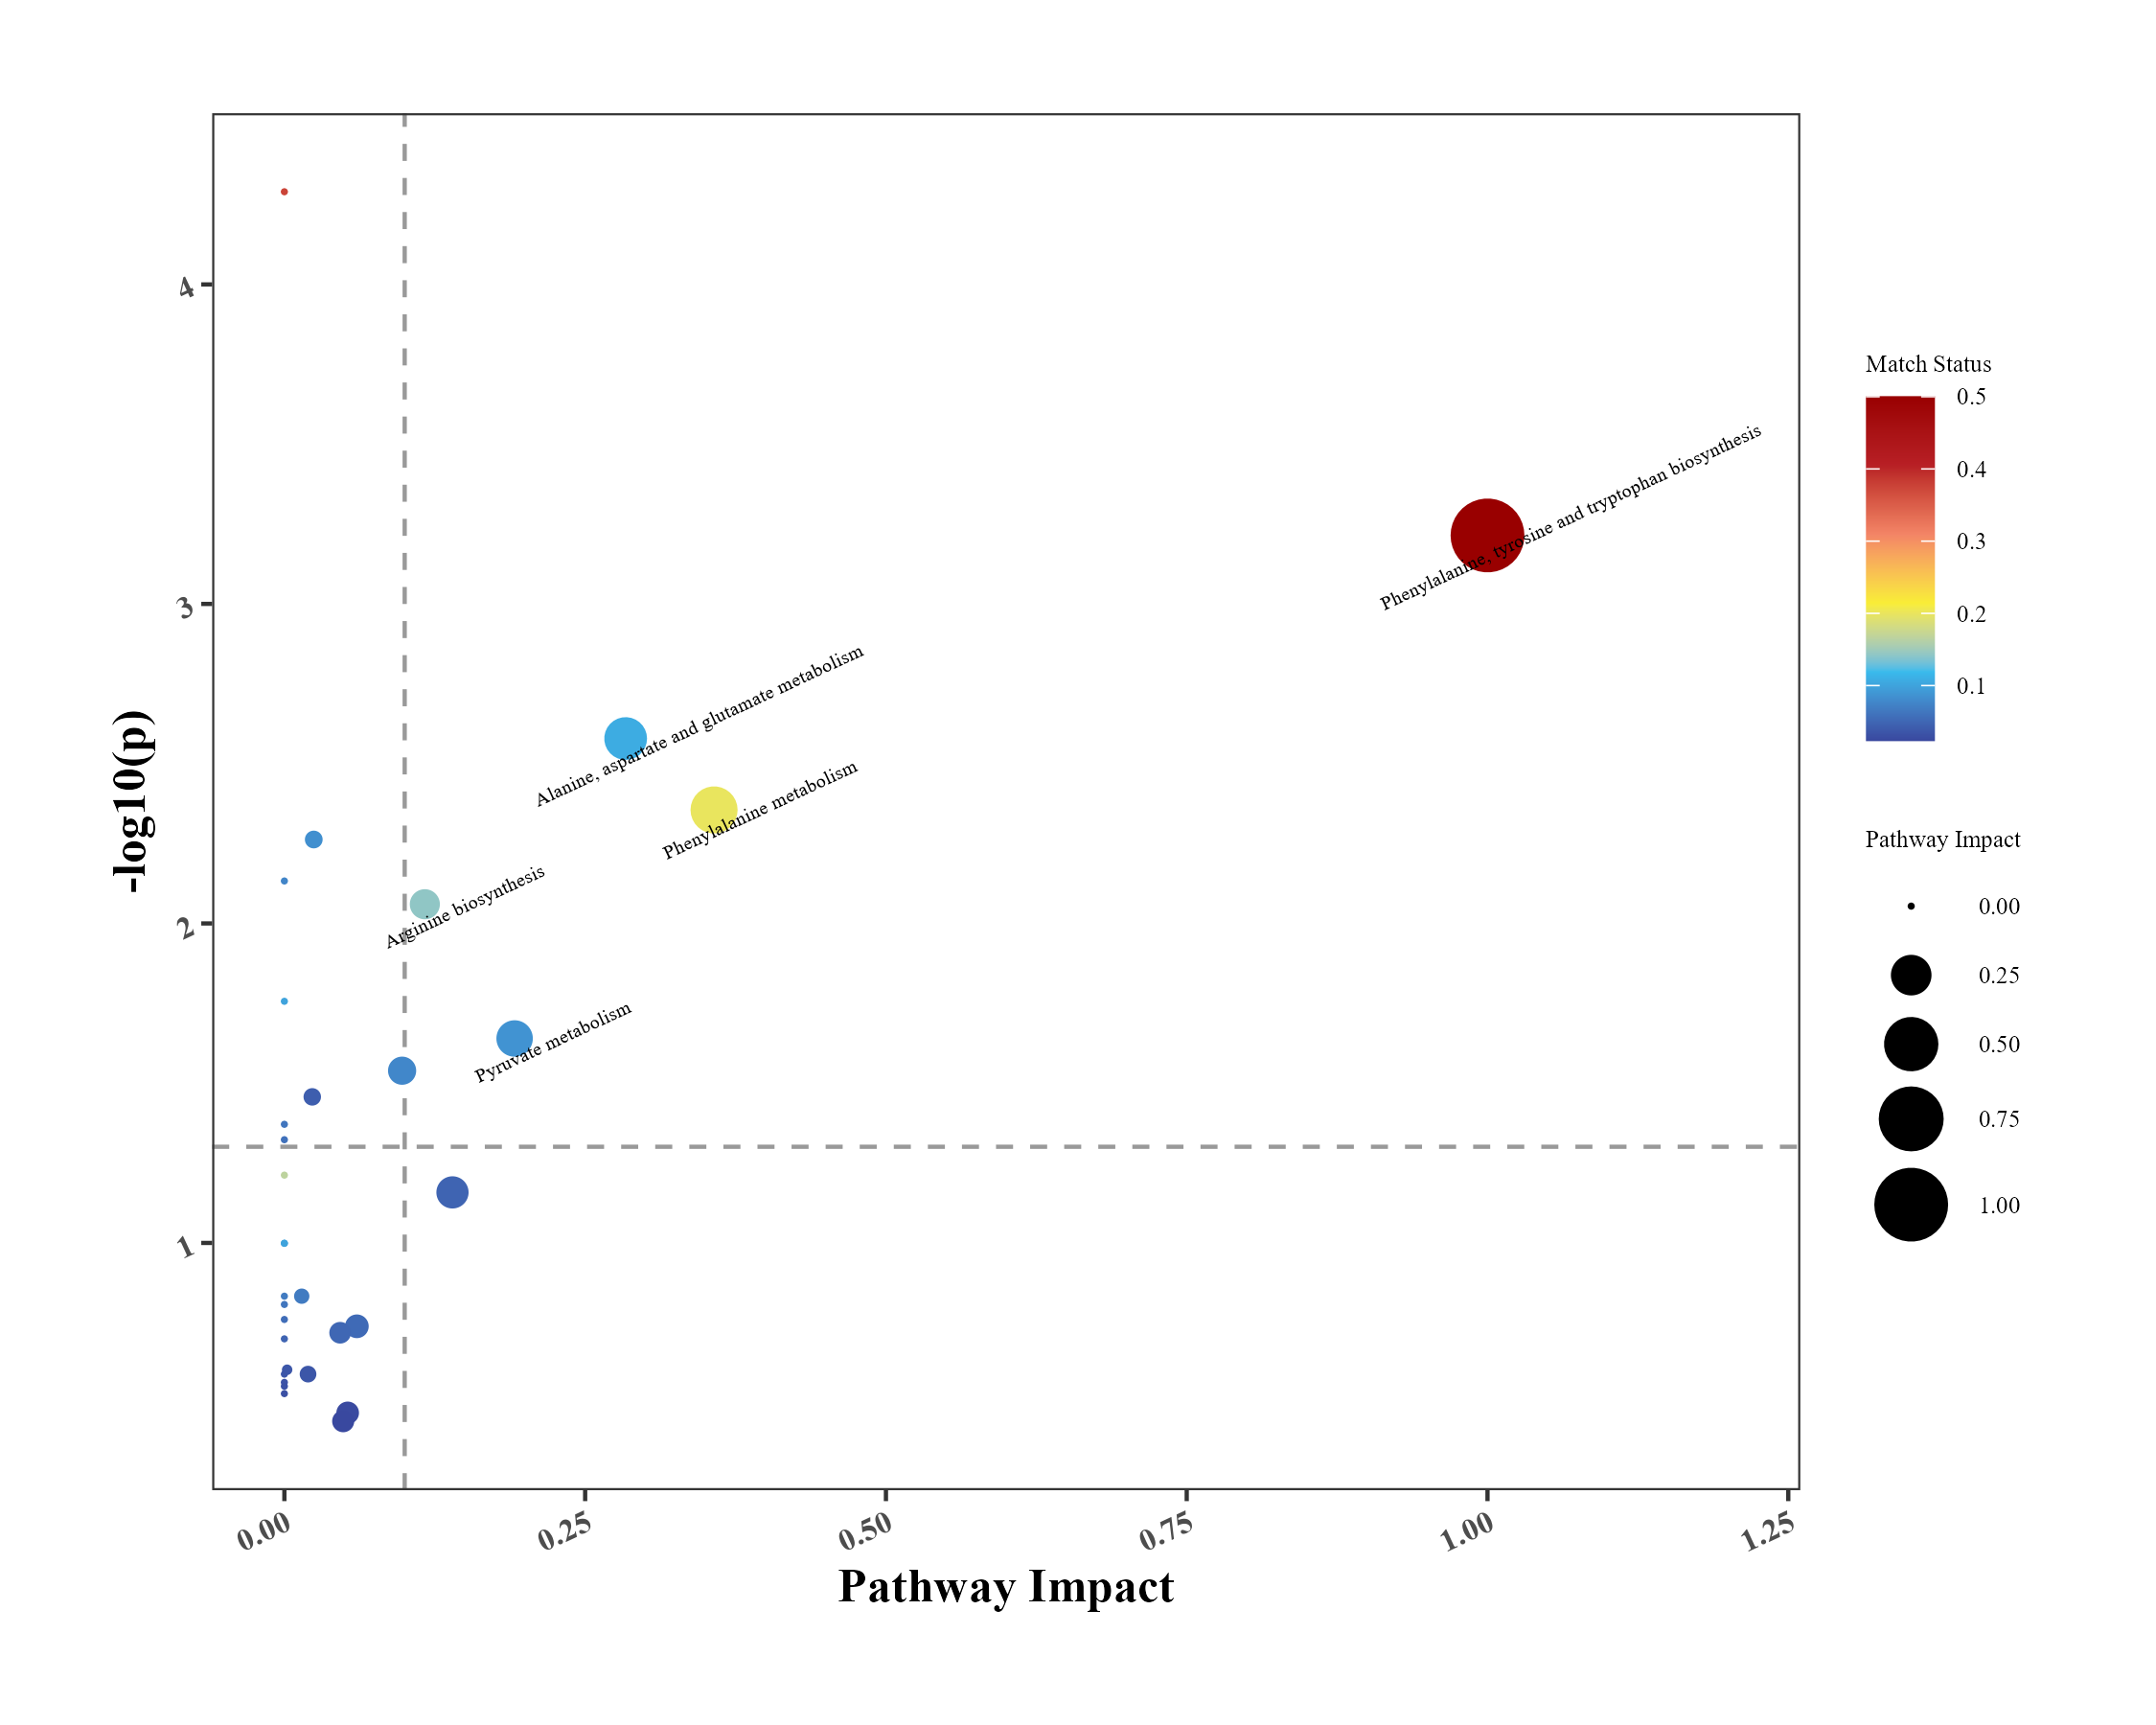 -log10(p)
4
3
2
1
Phenylalanine, tyrosine and tryptophan biosynthesis
Alanine, aspartate and glutamate metabolism
Phenylalanine metabolism
Arginine biosynthesis
Pyruvate metabolism
0.00
0.25
0.50
0.75
1.00
1.25
Pathway Impact
Match Status
0.5
0.4
0.3
0.2
0.1
Pathway Impact
0.00
0.25
0.50
0.75
1.00